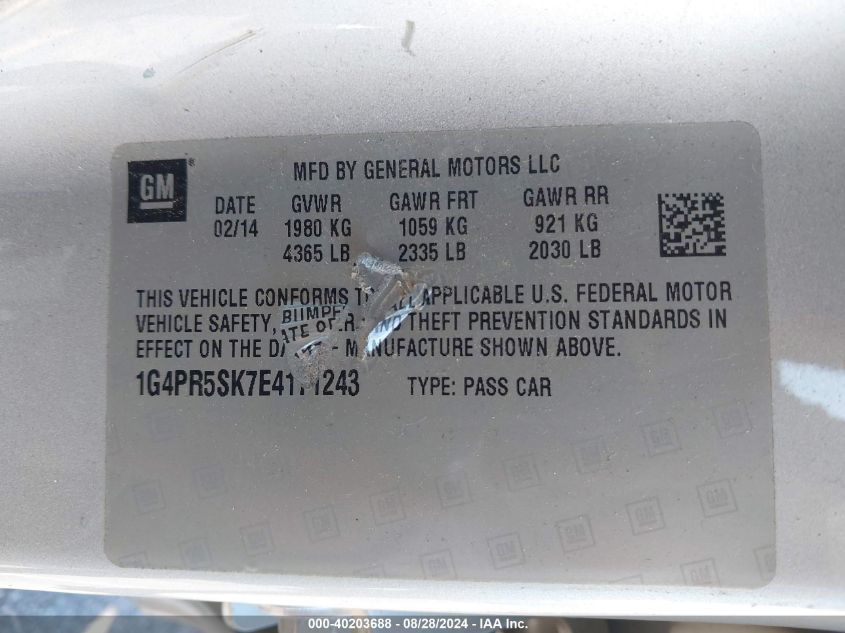 GM
MFD BY GENERAL MOTORS LLC
DATE GVWR GAWR FRT GAWR RR
02/14 1980 KG 1059 KG 921 KG
4365 LB 2335 LB 2030 LB
THIS VEHICLE CONFORMS ALL APPLICABLE U.S. FEDERAL MOTOR
VEHICLE SAFETY, AND THEFT PREVENTION STANDARDS IN
EFFECT ON THE MANUFACTURE SHOWN ABOVE.
TYPE: PASS CAR
000-40203688 / 08/28/2024 - © IAA, Inc.